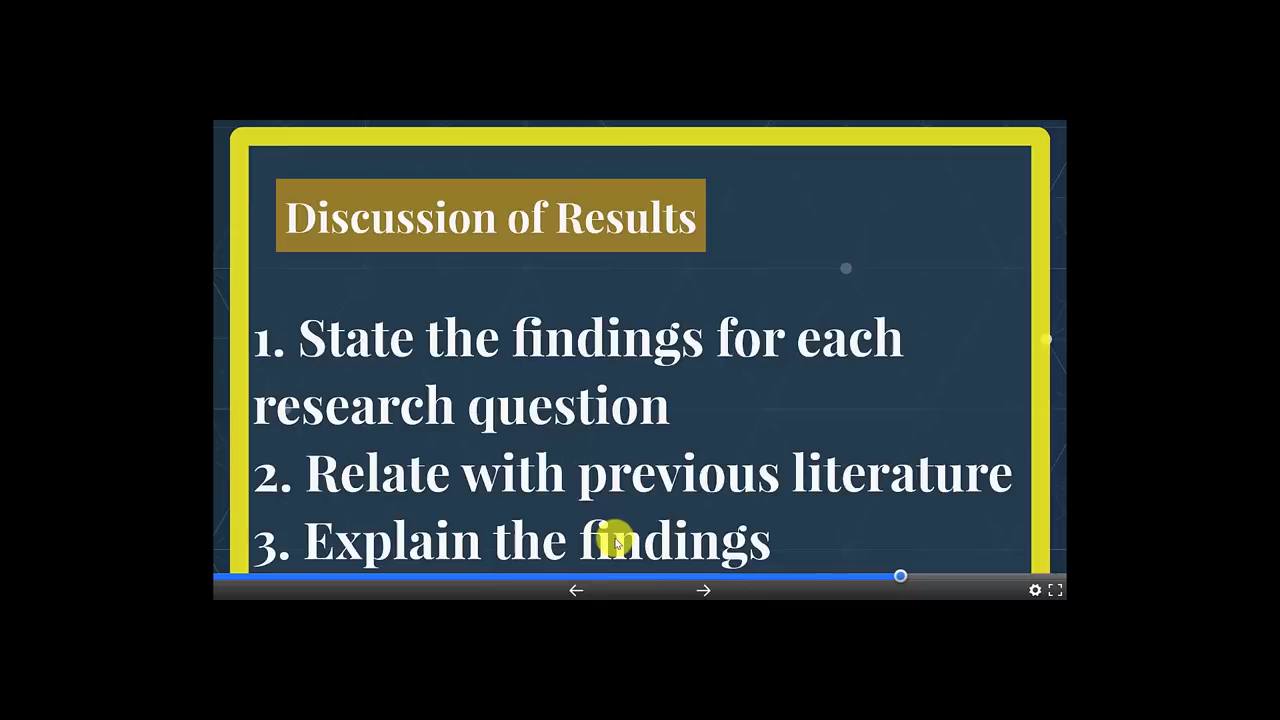 Discussion of Results
1. State the findings for each
research question
2. Relate with previous literature
3. Explain the findings